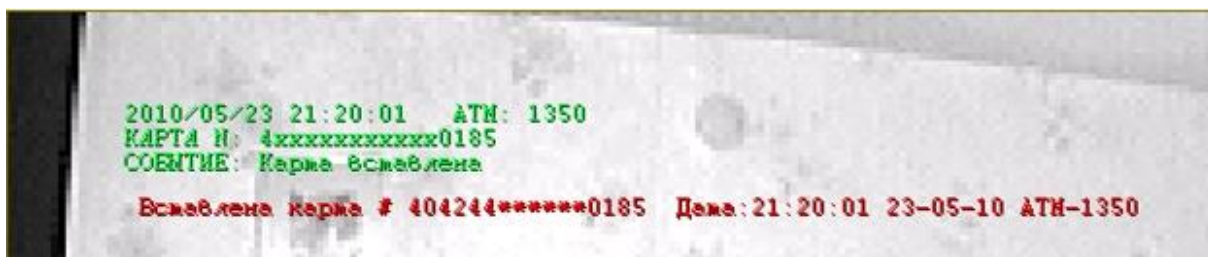 2010/05/23 21:20:01 ATM: 1350
КАРТА N: 4xxxxxxxxxxx0185
СОБЫТИЕ: Карта вставлена
Вставлена карта # 404244******0185 Дата:21:20:01 23-05-10 ATM-1350